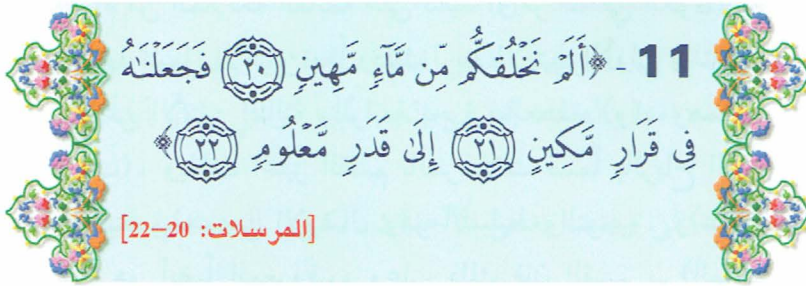 11 - ﴿أَلَمْ نَخْلُقكُّم مِّن مَّآءٍ مَّهِينٍ ﴿٢٠﴾ فَجَعَلْنَـٰهُ
فِى قَرَارٍ مَّكِينٍ ﴿٢١﴾ إِلَىٰ قَدَرٍ مَّعْلُومٍ ﴿٢٢﴾﴾
[المرسلات: 20–22]